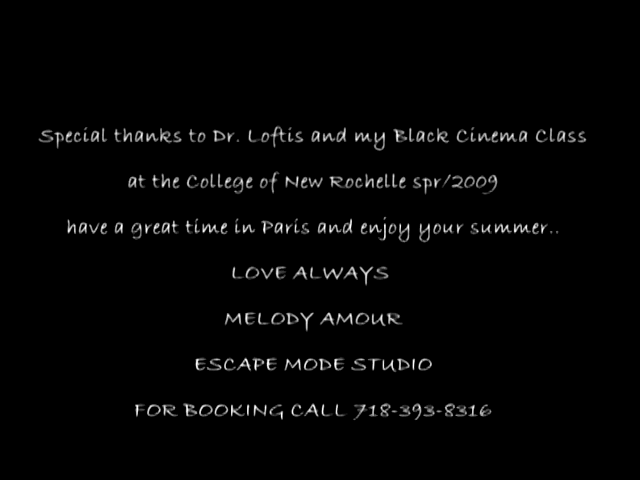 Special thanks to Dr. Loftis and my Black Cinema Class
at the College of New Rochelle spr/2009
have a great time in Paris and enjoy your summer..
LOVE ALWAYS
MELODY AMOUR
ESCAPE MODE STUDIO
FOR BOOKING CALL 718-393-8316